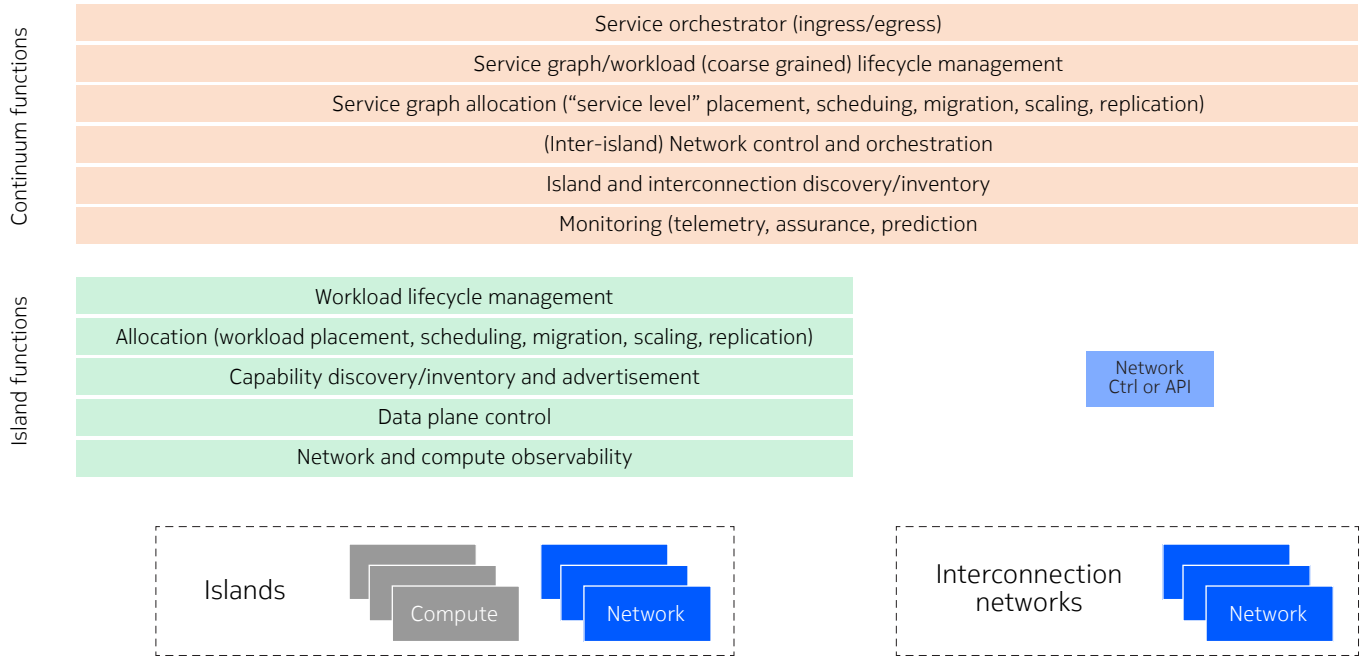 Continuum functions
Service orchestrator (ingress/egress)
Service graph/workload (coarse grained) lifecycle management
Service graph allocation (“service level” placement, scheduing, migration, scaling, replication)
(Inter-island) Network control and orchestration
Island and interconnection discovery/inventory
Monitoring (telemetry, assurance, prediction
Island functions
Workload lifecycle management
Allocation (workload placement, scheduling, migration, scaling, replication)
Capability discovery/inventory and advertisement
Data plane control
Network and compute observability
Network
Ctrl or API
Islands
Compute
Network
Interconnection
networks
Network